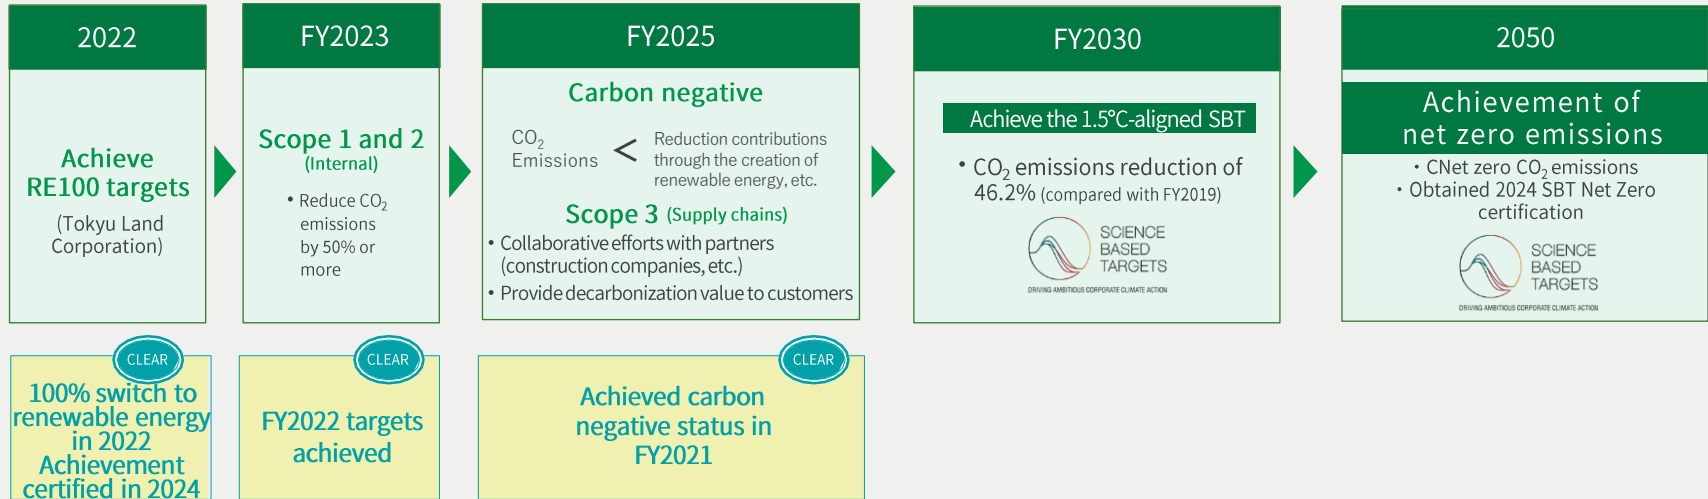 2022
Achieve
RE100 targets
(Tokyu Land
Corporation)
FY2023
Scope 1 and 2
(Internal)
• Reduce CO2
emissions
by 50% or
more
FY2025
Carbon negative
CO2
Emissions
<
Reduction contributions
through the creation of
renewable energy, etc.
Scope 3 (Supply chains)
• Collaborative efforts with partners
(construction companies, etc.)
• Provide decarbonization value to customers
FY2030
Achieve the 1.5°C-aligned SBT
• CO2 emissions reduction of
46.2% (compared with FY2019)
SCIENCE
BASED
TARGETS
DRIVING AMBITIOUS CORPORATE CLIMATE ACTION
2050
Achievement of
net zero emissions
• CNet zero CO2 emissions
• Obtained 2024 SBT Net Zero
certification
SCIENCE
BASED
TARGETS
DRIVING AMBITIOUS CORPORATE CLIMATE ACTION
CLEAR
100% switch to
renewable energy
in 2022
Achievement
certified in 2024
CLEAR
FY2022 targets
achieved
CLEAR
Achieved carbon
negative status in
FY2021